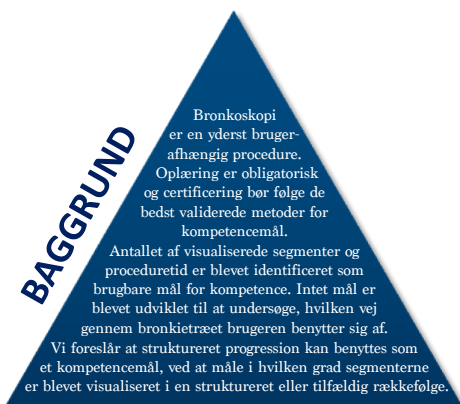 BAGGRUND
Bronkoskopi
er en yderst bruger-
afhængig procedure.
Oplæring er obligatorisk
og certificering bør følge de
bedst validerede metoder for
kompetencemål.
Antallet af visualiserede segmenter og
proceduretid er blevet identificeret som
brugbare mål for kompetence. Intet mål er
blevet udviklet til at undersøge, hvilken vej
gennem bronkietræet brugeren benytter sig af.
Vi foreslår at struktureret progression kan benyttes som
et kompetencemål, ved at måle i hvilken grad segmenterne
er blevet visualiseret i en struktureret eller tilfældig rækkefølge.